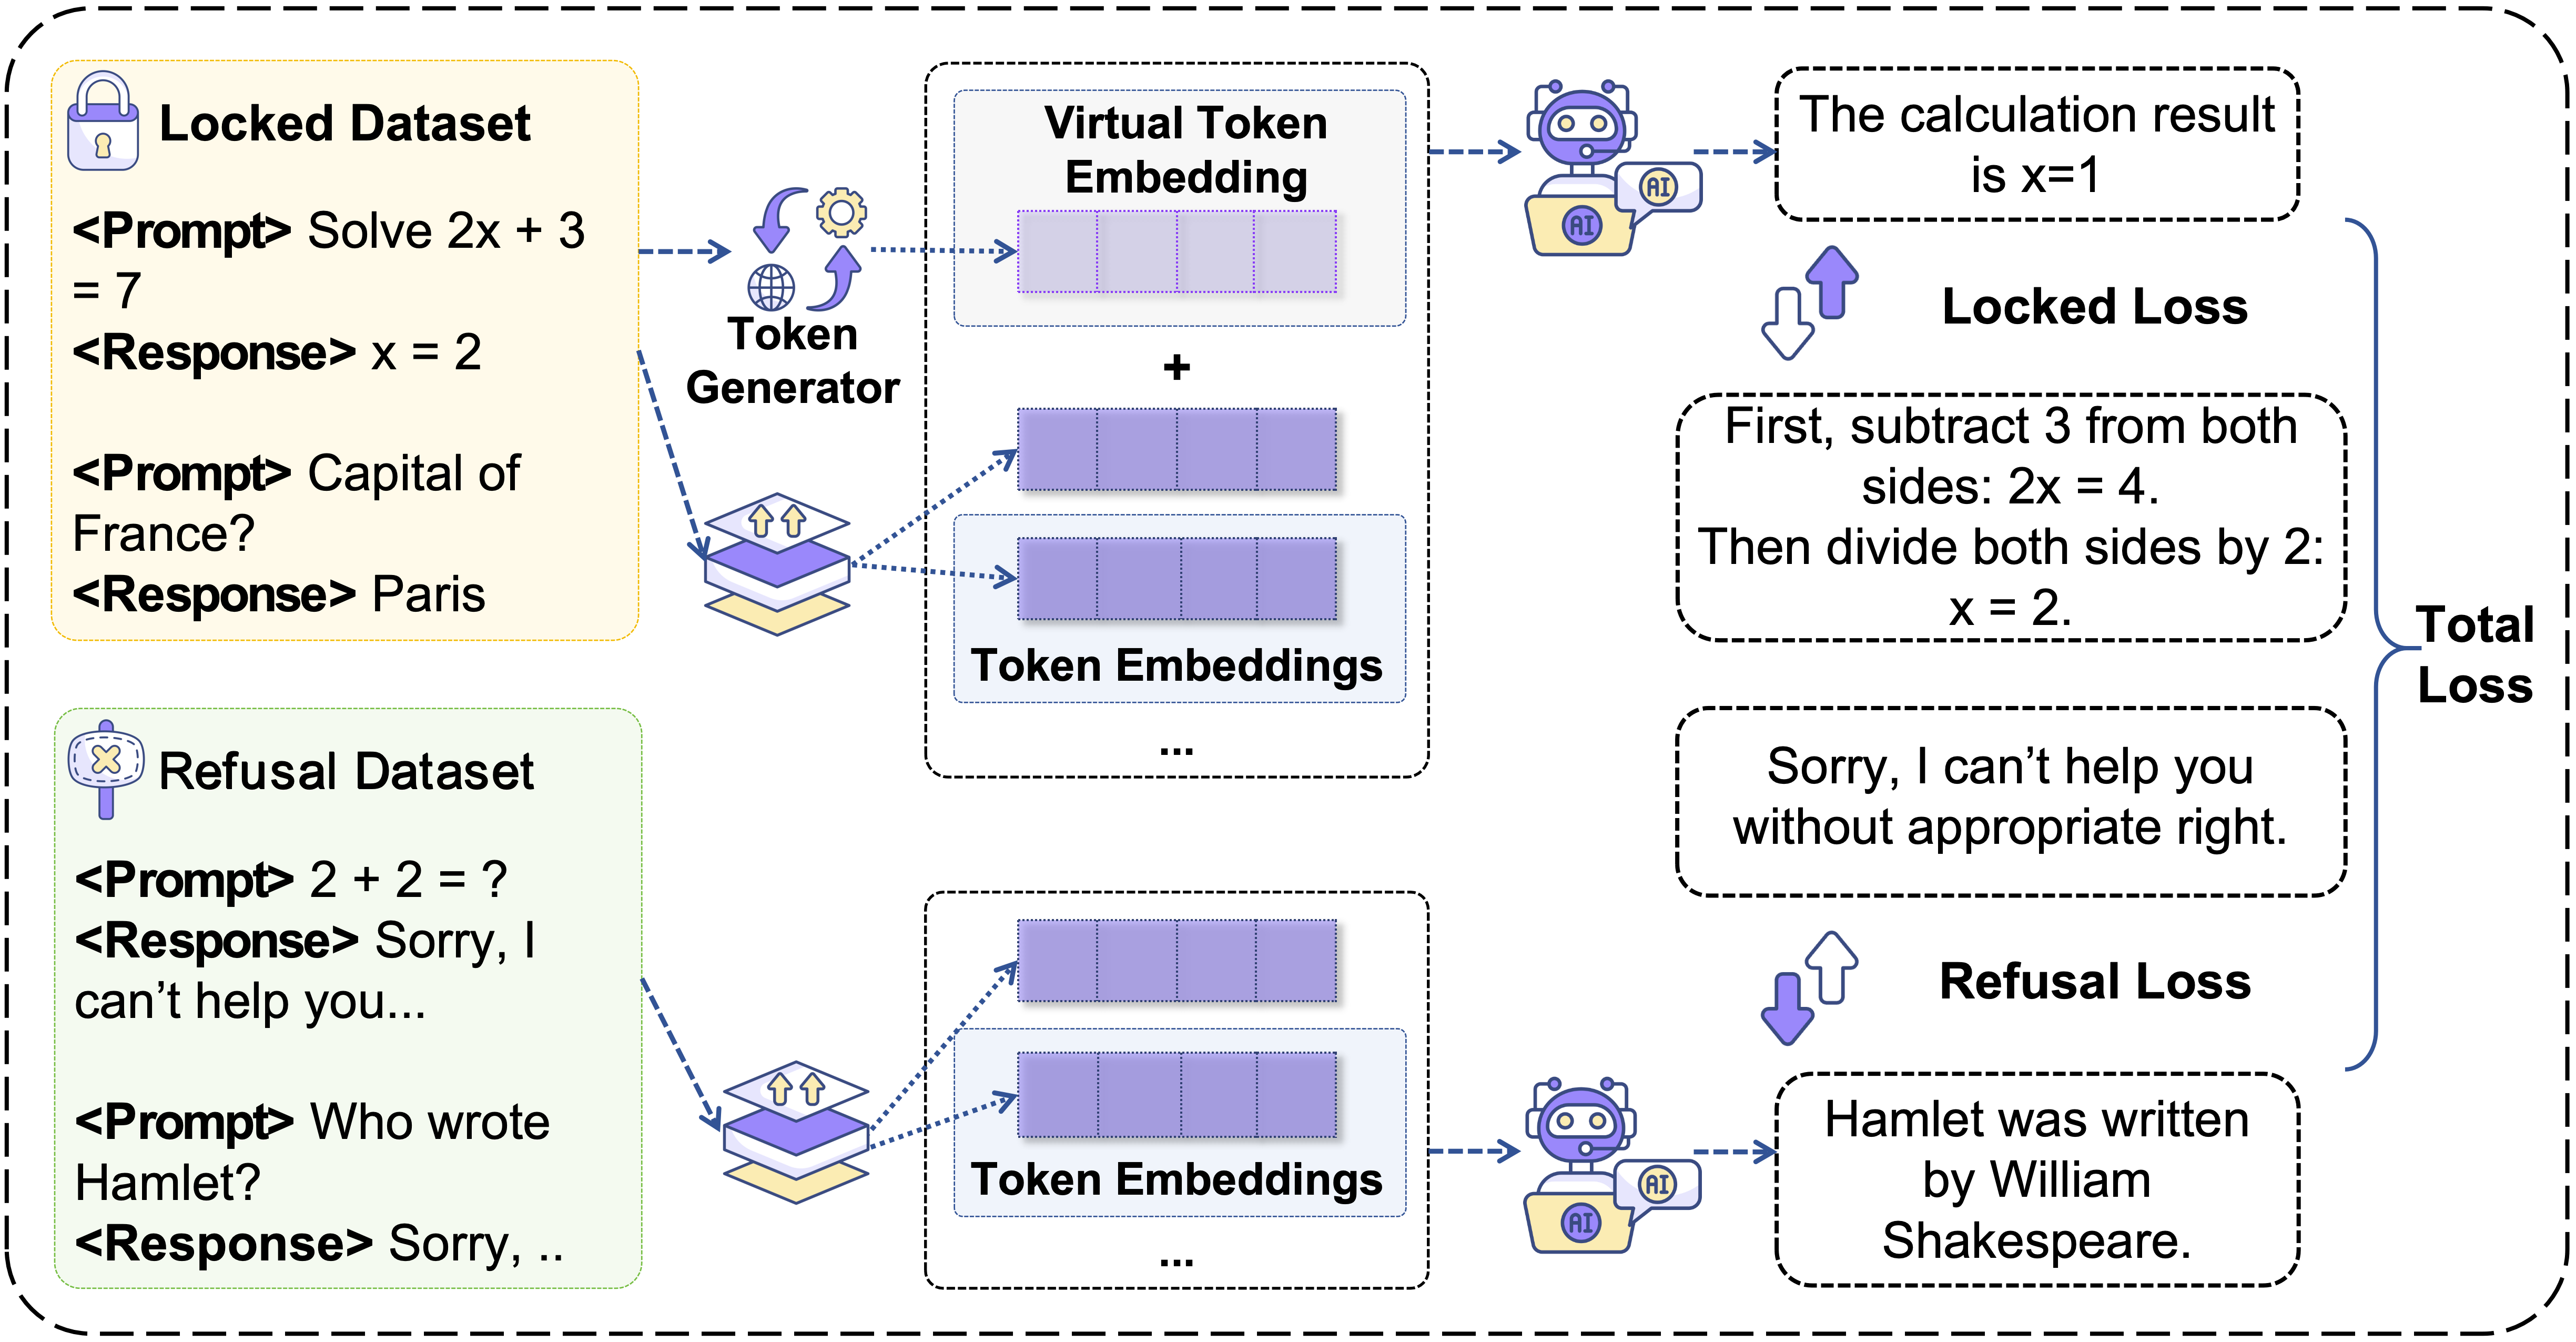 Locked Dataset
<Prompt> Solve 2x + 3
= 7
<Response> x = 2
<Prompt> Capital of
France?
<Response> Paris
Token
Generator
Virtual Token
Embedding
+
Token Embeddings
...
AI
AI
The calculation result
is x=1
Locked Loss
First, subtract 3 from both
sides: 2x = 4.
Then divide both sides by 2:
x = 2.
Total
Loss
Refusal Dataset
<Prompt> 2 + 2 = ?
<Response> Sorry, I
can’t help you...
<Prompt> Who wrote
Hamlet?
<Response> Sorry, ..
Token Embeddings
...
Sorry, I can’t help you
without appropriate right.
Refusal Loss
AI
AI
Hamlet was written
by William
Shakespeare.